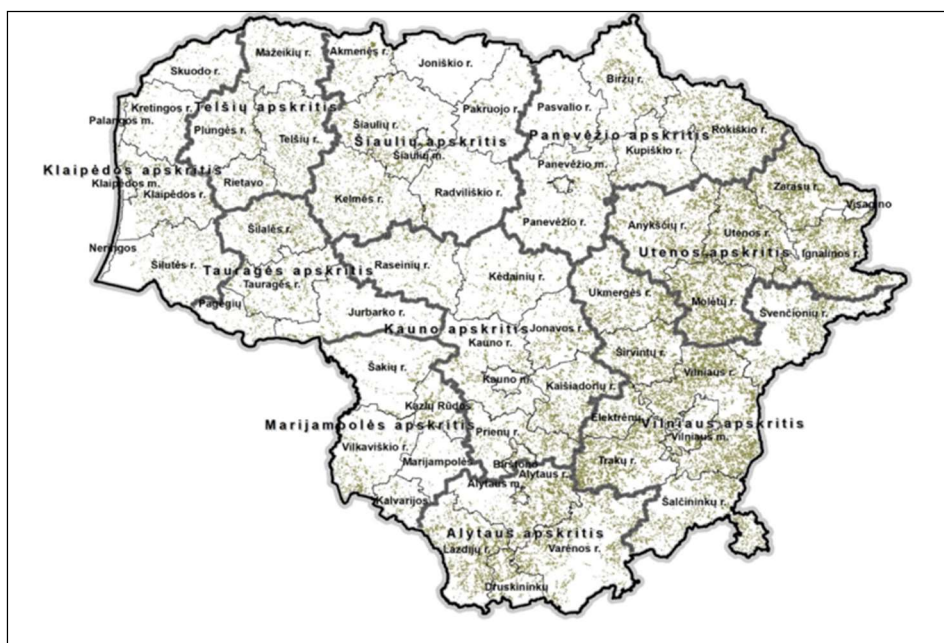 Mažeikių r.
Akmenės r.
Joniškio r.
Skuodo r.
Biržų r.
Kretingos r.
Telšių apskritis
Pakruojo r.
Pasvalio r.
Palangos m.
Plungės r.
Telšių r.
Šiaulių r.
Šiaulių apskritis
Panevėžio apskritis
Rokiškio r.
Kupiškio r.
Šiaulių m.
Panevėžio m.
Klaipėdos apskritis
Klaipėdos m.
Klaipėdos r.
Rietavo
Kelmės r.
Radviliškio r.
Zarasų r.
Visagino
Panevėžio r.
Anykščių r.
Utenos r.
Šilalės r.
Neringos
Utenos apskritis
Ignalinos r.
Šilutės r.
Tauragės apskritis
Raseinių r.
Kėdainių r.
Tauragės r.
Ukmergės r.
Pagėgių
Molėtų r.
Jurbarko r.
Švenčionių r.
Kauno apskritis
Jonavos r.
Kauno r.
Širvintų r.
Šakių r.
Vilniaus r.
Kauno m.
Kaišiadorių r.
Kazlų Rūdos
Elektrėnų
Marijampolės apskritis
Vilniaus apskritis
Prienų r.
Vilniaus m.
Vilkaviškio r.
Marijampolės
Birštono
Trakų r.
Alytaus r.
Alytaus m.
Kalvarijos
Šalčininkų r.
Alytaus apskritis
Lazdijų r.
Varėnos r.
Druskininkų